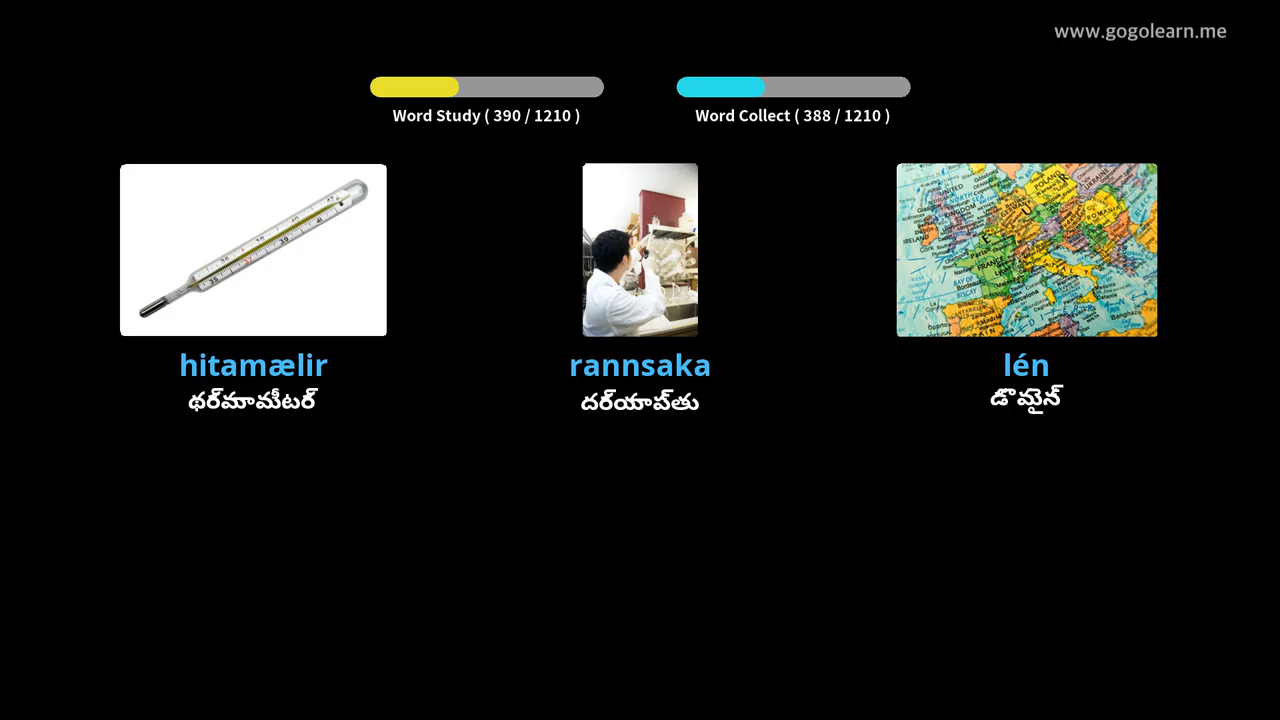 www.gogolearn.me
Word Study ( 390 / 1210 )
Word Collect ( 388 / 1210 )
hitamælir
rannsaka
lén
థర్మామీటర్
దర్యాప్తు
డొమైన్